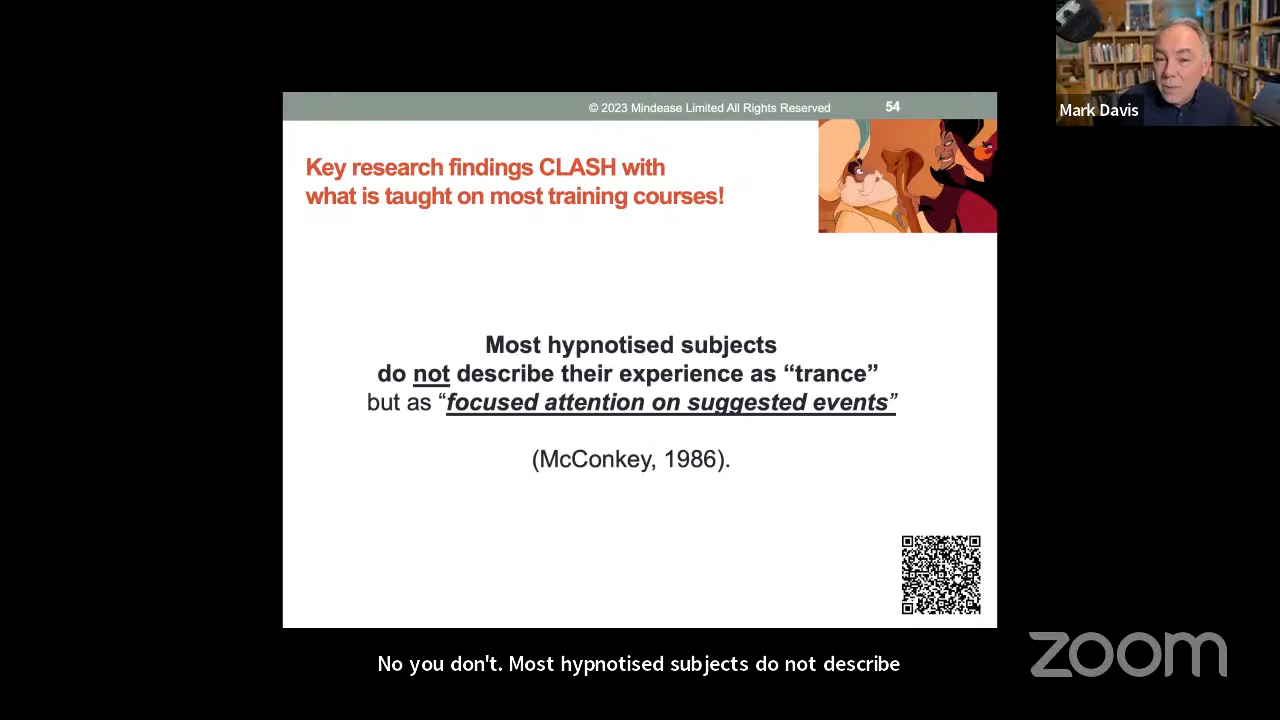 © 2023 Mindease Limited All Rights Reserved 54
Mark Davis
Key research findings CLASH with
what is taught on most training courses!
Most hypnotised subjects
do not describe their experience as “trance”
but as “focused attention on suggested events”
(McConkey, 1986).
No you don't. Most hypnotised subjects do not describe
zoom